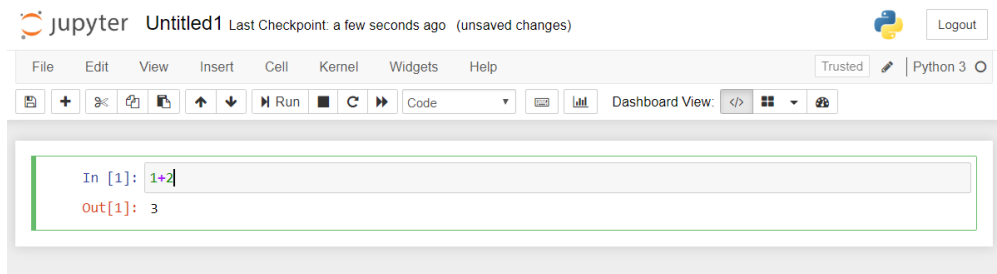 jupyter Untitled1 Last Checkpoint: a few seconds ago (unsaved changes) Logout
File Edit View Insert Cell Kernel Widgets Help Trusted Python 3
Run Code Dashboard View: </>
In [1]: 1+2
Out[1]: 3